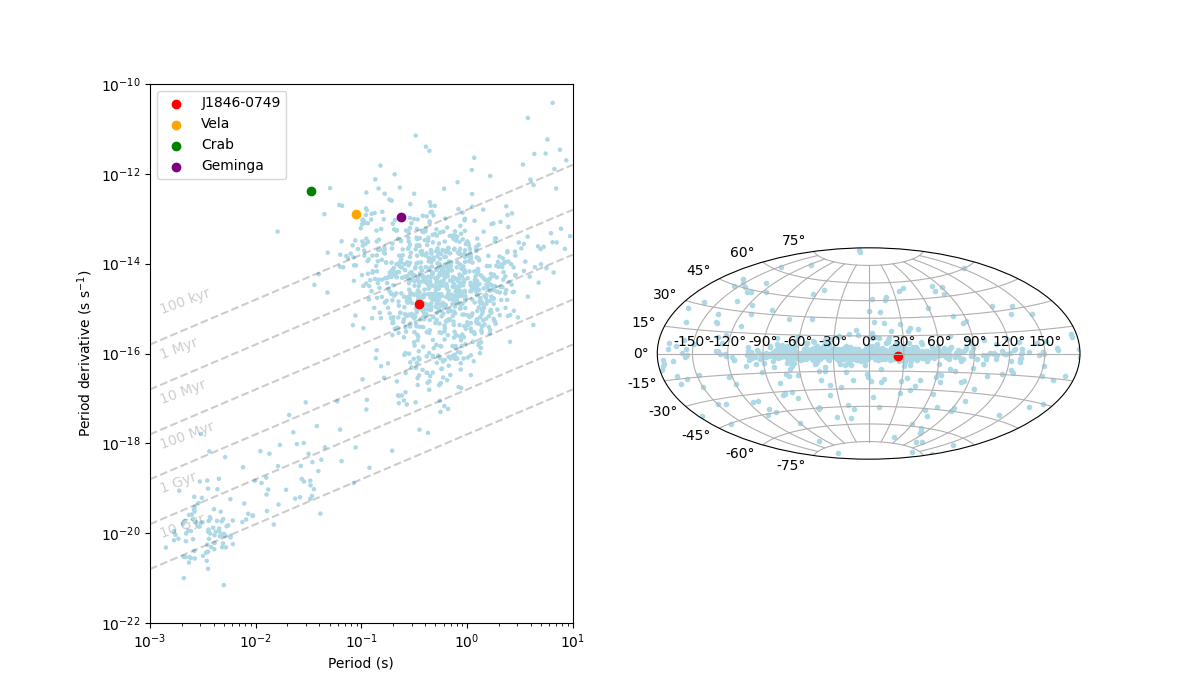 10⁻¹⁰
10⁻¹²
10⁻¹⁴
10⁻¹⁶
10⁻¹⁸
10⁻²⁰
10⁻²²
Period derivative (s s⁻¹)
J1846-0749
Vela
Crab
Geminga
100 kyr
1 Myr
10 Myr
100 Myr
1 Gyr
10 Gyr
10⁻³ 10⁻² 10⁻¹ 10⁰ 10¹
Period (s)
75°
60°
45°
30°
15°
0°
-15°
-30°
-45°
-60°
-75°
-150° -120° -90° -60° -30° 0° 30° 60° 90° 120° 150°